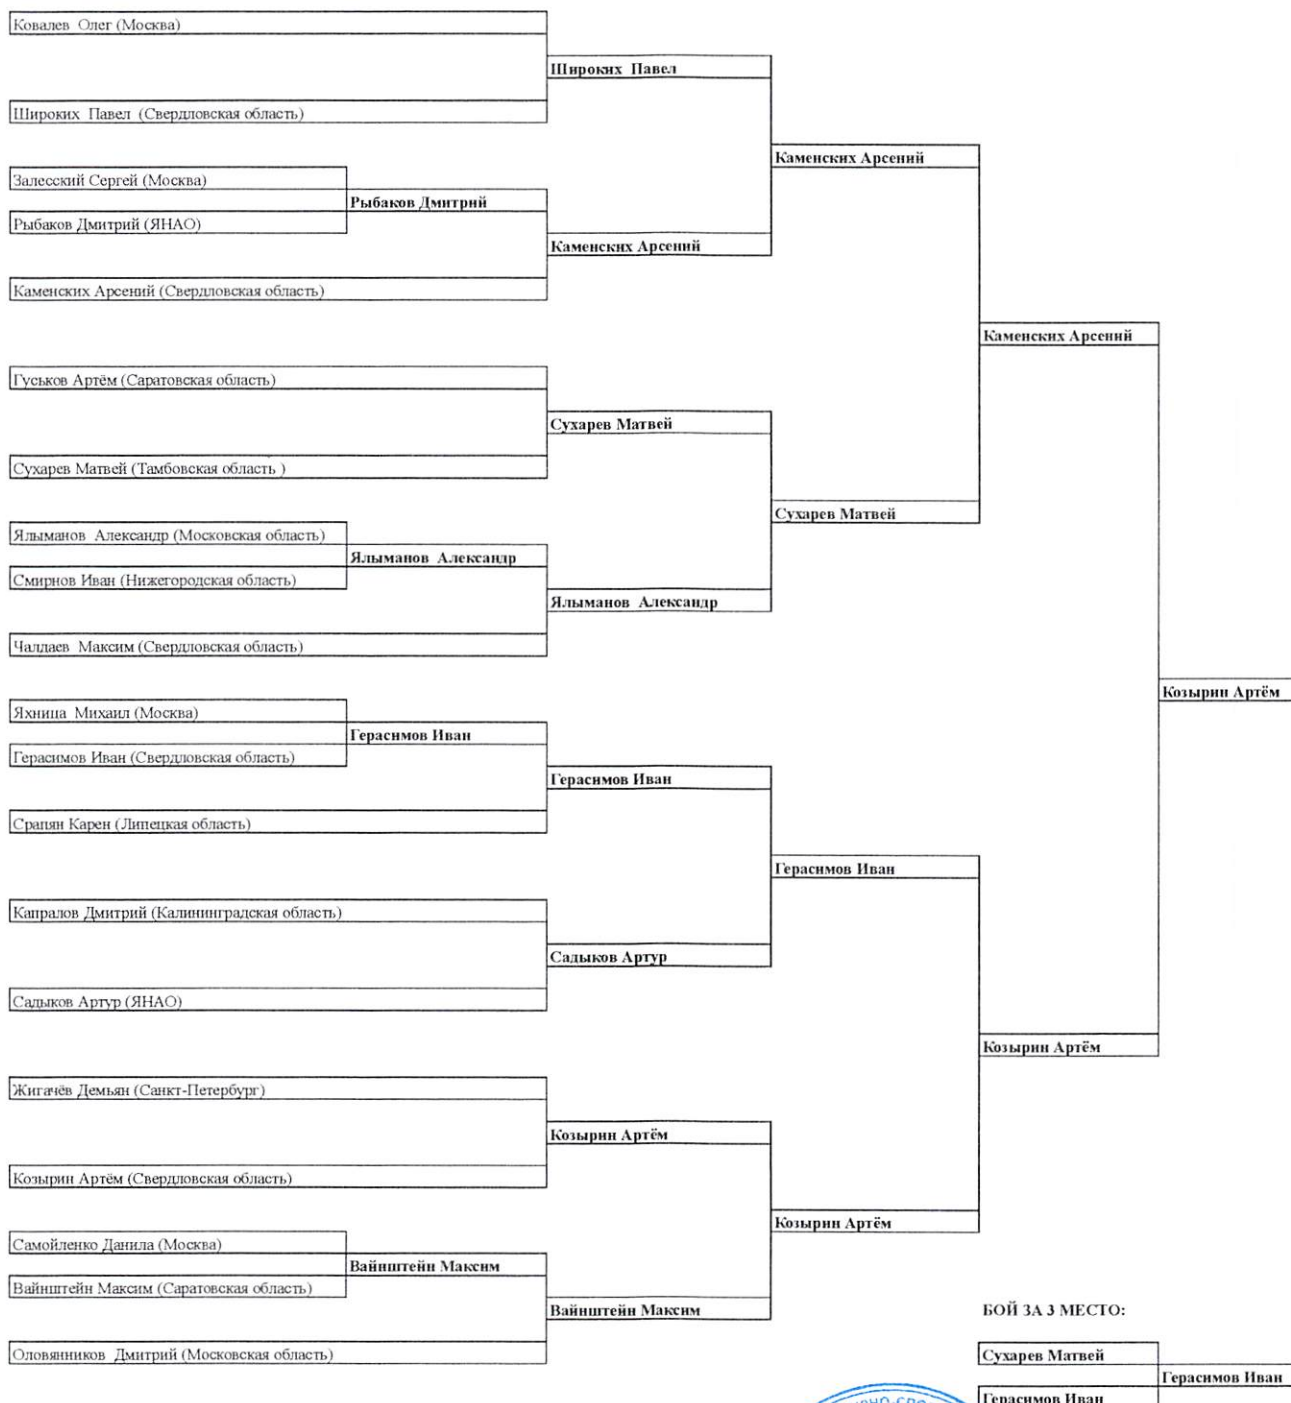 Ковалев Олег (Москва)
Широких Павел
Широких Павел (Свердловская область)
Каменских Арсений
Залесский Сергей (Москва)
Рыбаков Дмитрий
Рыбаков Дмитрий (ЯНАО)
Каменских Арсений
Каменских Арсений (Свердловская область)
Каменских Арсений
Гуськов Артём (Саратовская область)
Сухарев Матвей
Сухарев Матвей (Тамбовская область )
Сухарев Матвей
Ялыманов Александр (Московская область)
Ялыманов Александр
Смирнов Иван (Нижегородская область)
Ялыманов Александр
Чалдаев Максим (Свердловская область)
Козырин Артём
Яхница Михаил (Москва)
Герасимов Иван
Герасимов Иван (Свердловская область)
Герасимов Иван
Срапян Карен (Липецкая область)
Герасимов Иван
Капралов Дмитрий (Калининградская область)
Садыков Артур
Садыков Артур (ЯНАО)
Козырин Артём
Жигачёв Демьян (Санкт-Петербург)
Козырин Артём
Козырин Артём (Свердловская область)
Козырин Артём
Самойленко Данила (Москва)
Вайнштейн Максим
Вайнштейн Максим (Саратовская область)
Вайнштейн Максим
БОЙ ЗА 3 МЕСТО:
Оловянников Дмитрий (Московская область)
Сухарев Матвей
Герасимов Иван
Герасимов Иван